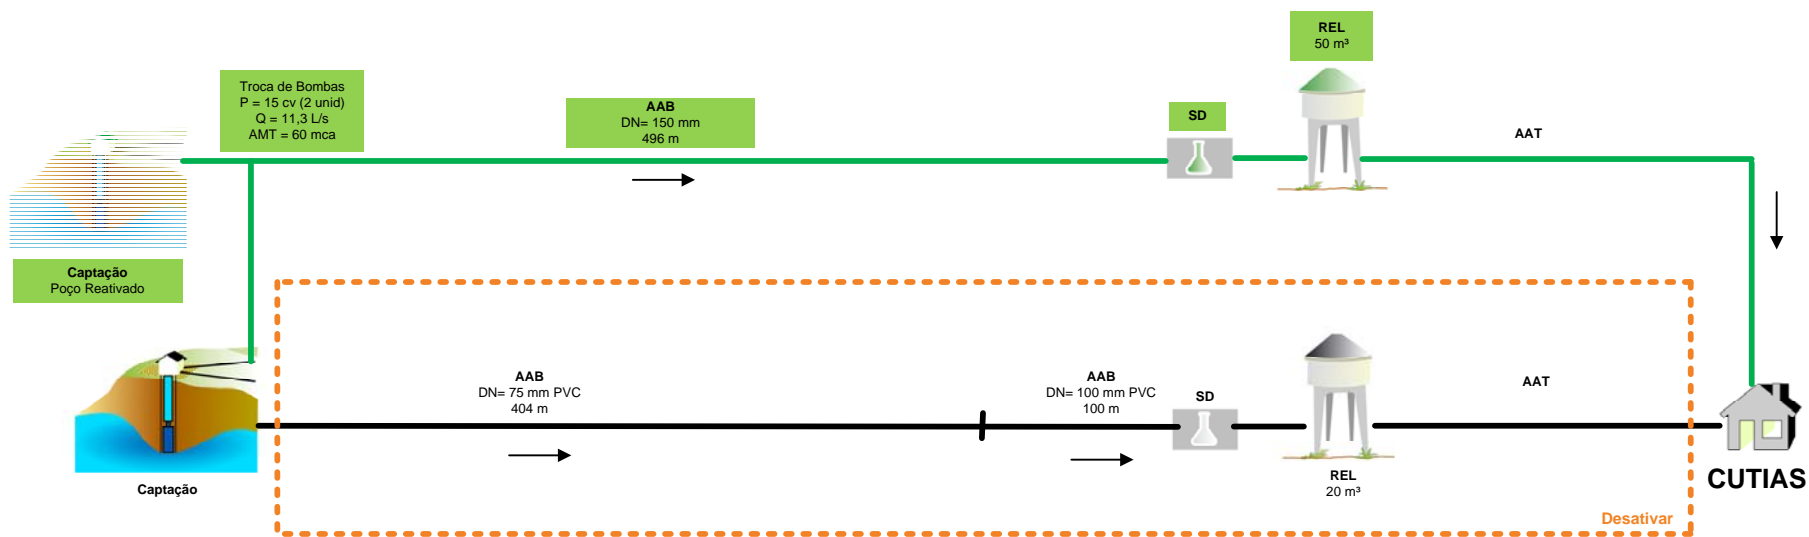 REL
50 m³
Troca de Bombas
P = 15 cv (2 unid)
Q = 11,3 L/s
AMT = 60 mca
AAB
DN= 150 mm
496 m
SD
AAT
Captação
Poço Reativado
AAB
DN= 75 mm PVC
404 m
AAB
DN= 100 mm PVC
100 m
SD
AAT
REL
20 m³
Captação
CUTIAS
Desativar